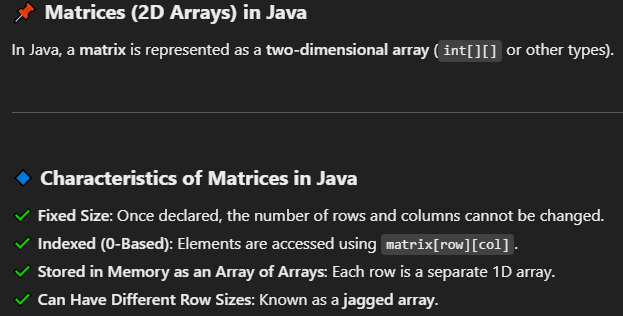 📌 Matrices (2D Arrays) in Java
In Java, a matrix is represented as a two-dimensional array (int[][] or other types).
🔹 Characteristics of Matrices in Java
✔ Fixed Size: Once declared, the number of rows and columns cannot be changed.
✔ Indexed (0-Based): Elements are accessed using matrix[row][col].
✔ Stored in Memory as an Array of Arrays: Each row is a separate 1D array.
✔ Can Have Different Row Sizes: Known as a jagged array.